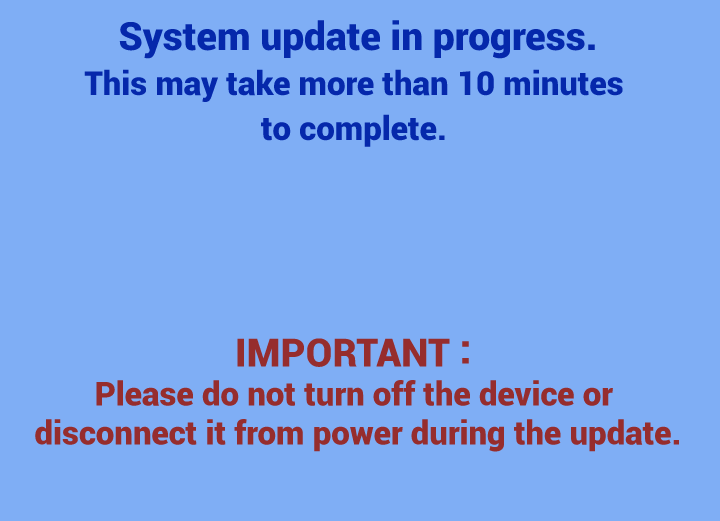 System update in progress.
This may take more than 10 minutes
to complete.
IMPORTANT :
Please do not turn off the device or
disconnect it from power during the update.